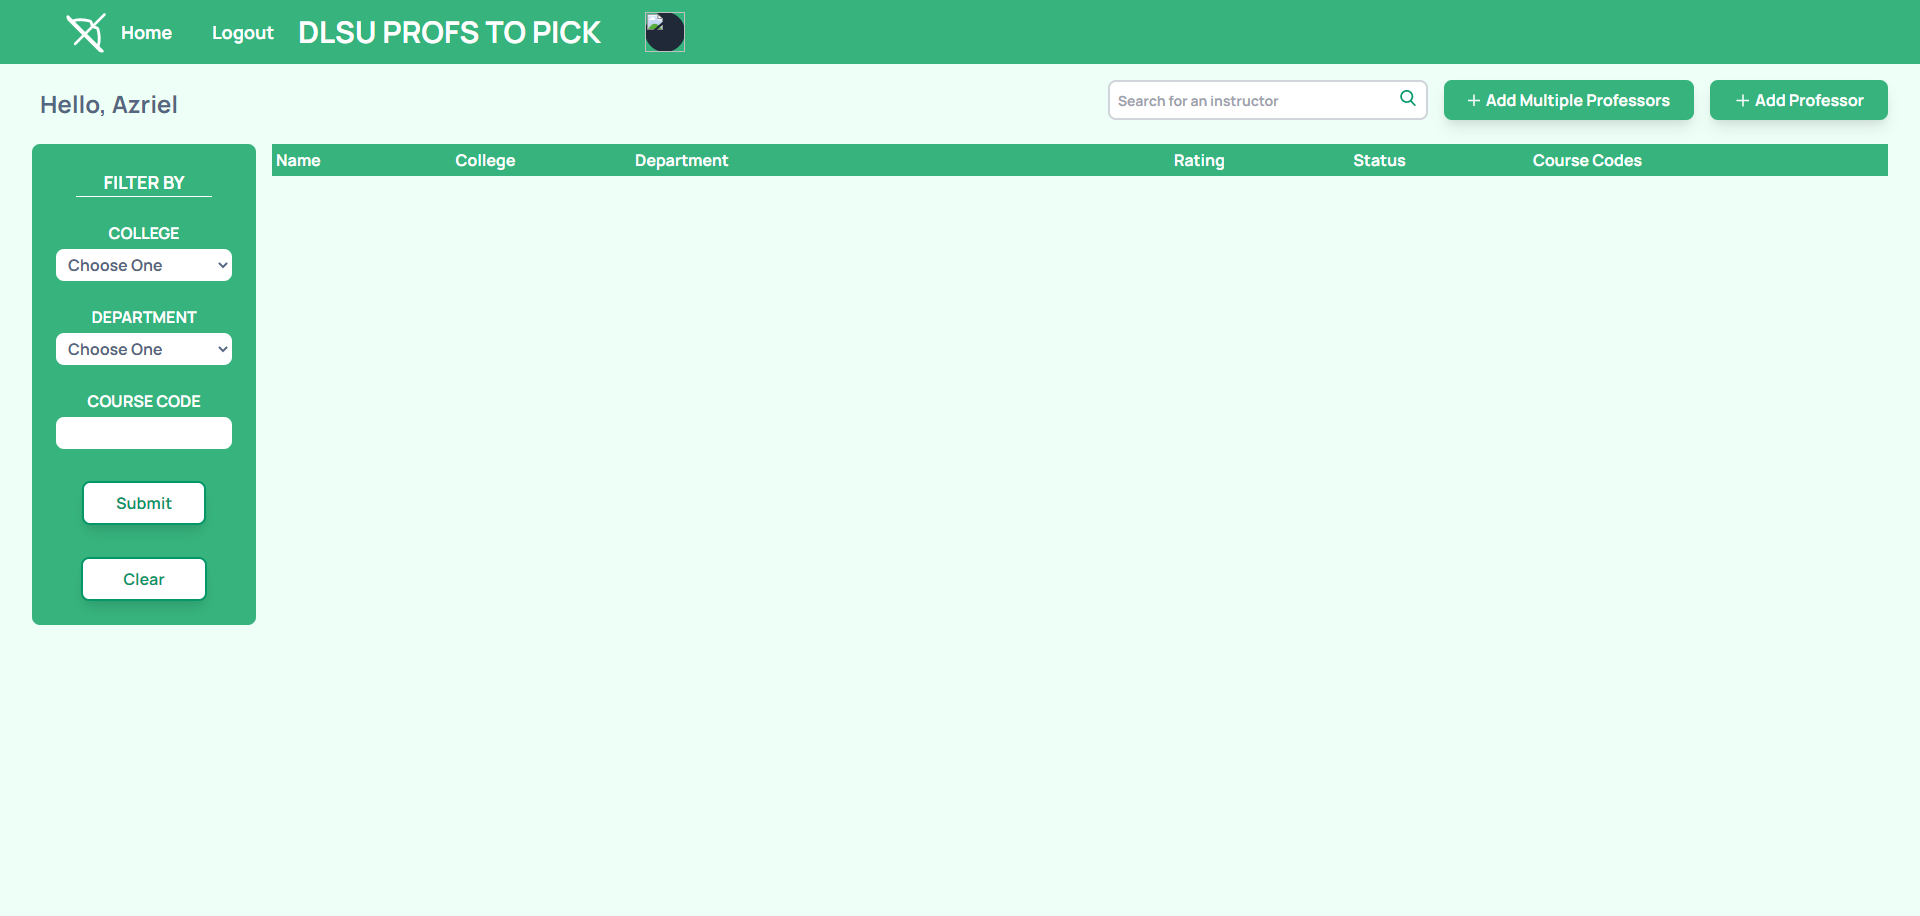 Home Logout DLSU PROFS TO PICK
Hello, Azriel
Search for an instructor
+ Add Multiple Professors
+ Add Professor
FILTER BY
COLLEGE
Choose One
DEPARTMENT
Choose One
COURSE CODE
Submit
Clear
Name College Department Rating Status Course Codes